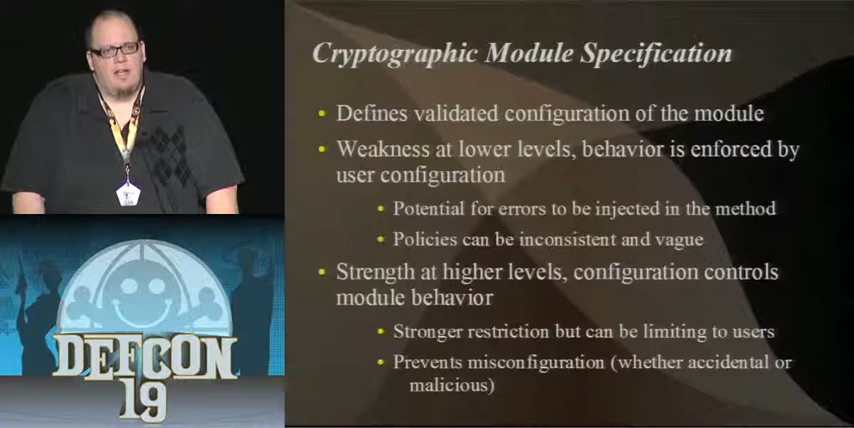 Cryptographic Module Specification
Defines validated configuration of the module
Weakness at lower levels, behavior is enforced by
user configuration
Potential for errors to be injected in the method
Policies can be inconsistent and vague
Strength at higher levels, configuration controls
module behavior
Stronger restriction but can be limiting to users
Prevents misconfiguration (whether accidental or
malicious)
DEFCON
19